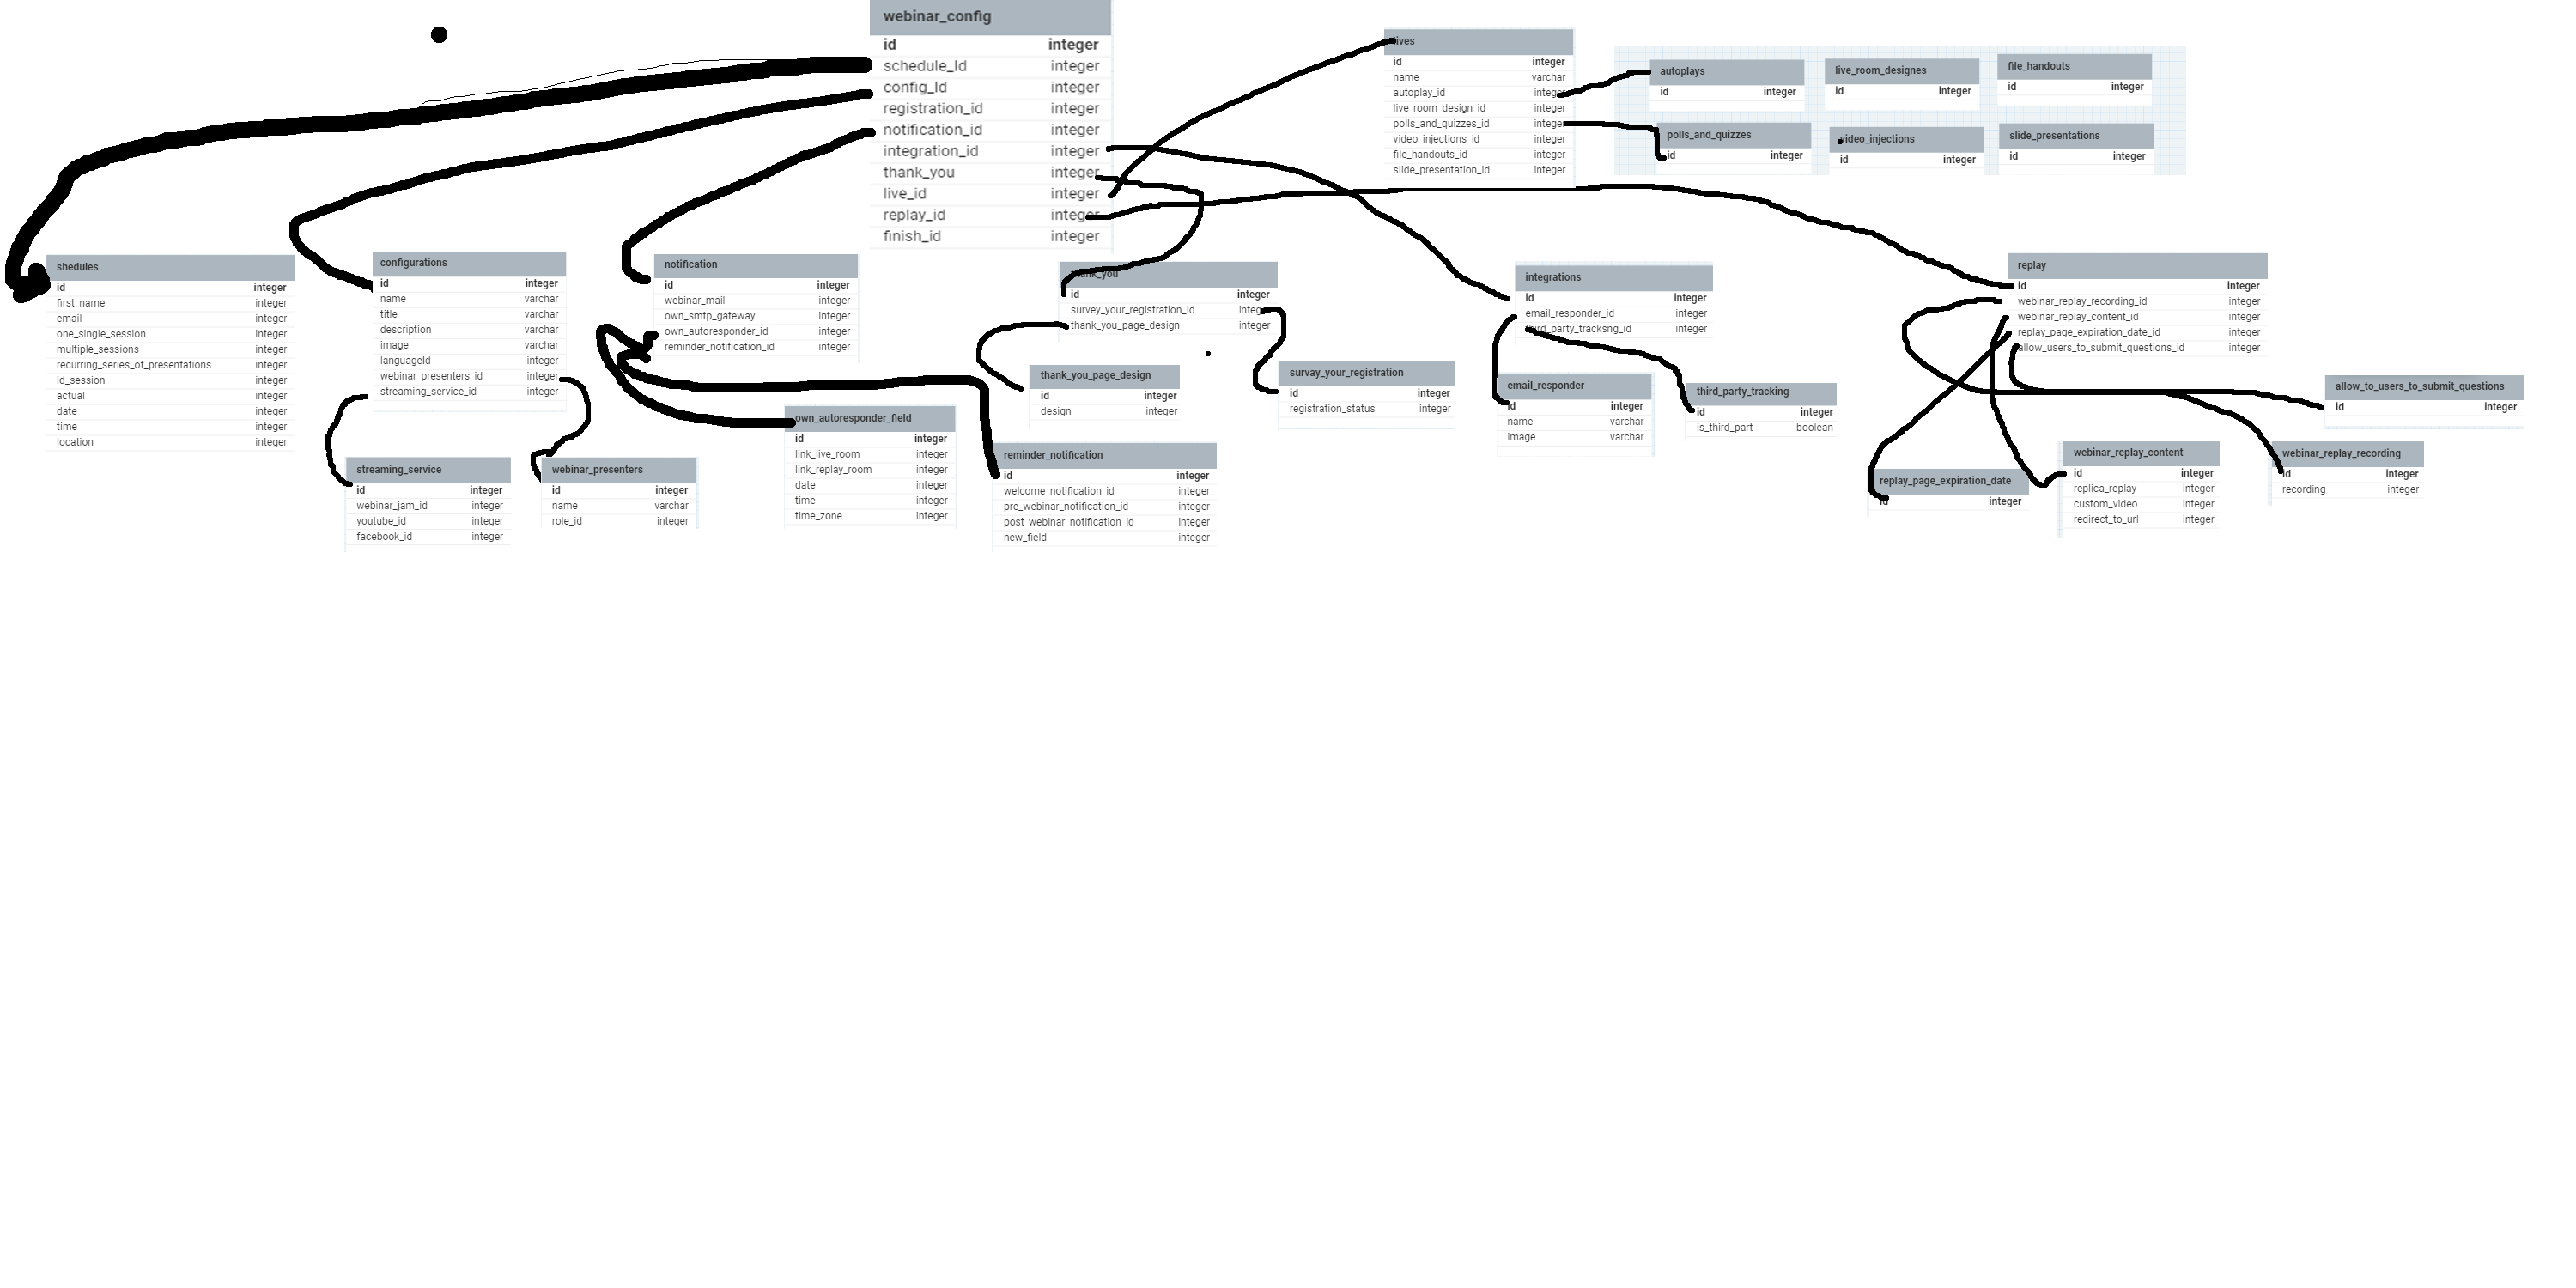 webinar_config
id integer
schedule_Id integer
config_Id integer
registration_id integer
notification_id integer
integration_id integer
thank_you integer
live_id integer
replay_id integer
finish_id integer
lives
id integer
name varchar
autoplay_id integer
live_room_design_id integer
polls_and_quizzes_id integer
video_injections_id integer
file_handouts_id integer
slide_presentation_id integer
autoplays
id integer
live_room_designes
id integer
file_handouts
id integer
polls_and_quizzes
id integer
video_injections
id integer
slide_presentations
id integer
shedules
id integer
first_name integer
email integer
one_single_session integer
multiple_sessions integer
recurring_series_of_presentations integer
id_session integer
actual integer
date integer
time integer
location integer
configurations
id integer
name varchar
title varchar
description varchar
image varchar
languageId integer
webinar_presenters_id integer
streaming_service_id integer
notification
id integer
webinar_mail integer
own_smtp_gateway integer
own_autoresponder_id integer
reminder_notification_id integer
thank_you
id integer
survey_your_registration_id integer
thank_you_page_design integer
integrations
id integer
email_responder_id integer
third_party_tracksng_id integer
replay
id integer
webinar_replay_recording_id integer
webinar_replay_content_id integer
replay_page_expiration_date_id integer
allow_users_to_submit_questions_id integer
thank_you_page_design
id integer
design integer
survay_your_registration
id integer
registration_status integer
email_responder
id integer
name varchar
image varchar
third_party_tracking
id integer
is_third_part boolean
allow_to_users_to_submit_questions
id integer
streaming_service
id integer
webinar_jam_id integer
youtube_id integer
facebook_id integer
webinar_presenters
id integer
name varchar
role_id integer
own_autoresponder_field
id integer
link_live_room integer
link_replay_room integer
date integer
time integer
time_zone integer
reminder_notification
id integer
welcome_notification_id integer
pre_webinar_notification_id integer
post_webinar_notification_id integer
new_field integer
replay_page_expiration_date
id integer
webinar_replay_content
id integer
replica_replay integer
custom_video integer
redirect_to_url integer
webinar_replay_recording
id integer
recording integer